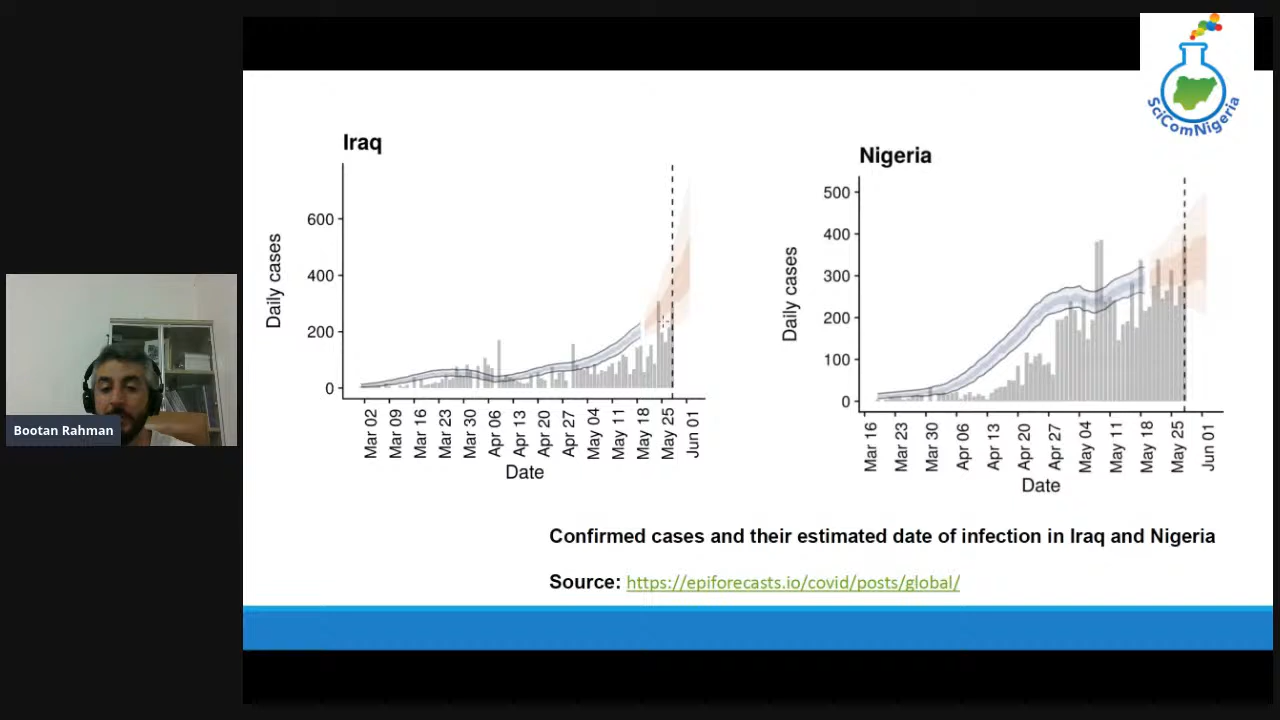 SciComNigeria
Iraq
Daily cases
600
400
200
0
Mar 02
Mar 09
Mar 16
Mar 23
Mar 30
Apr 06
Apr 13
Apr 20
Apr 27
May 04
May 11
May 18
May 25
Jun 01
Date
Nigeria
Daily cases
500
400
300
200
100
0
Mar 16
Mar 23
Mar 30
Apr 06
Apr 13
Apr 20
Apr 27
May 04
May 11
May 18
May 25
Jun 01
Date
Bootan Rahman
Confirmed cases and their estimated date of infection in Iraq and Nigeria
Source: https://epiforecasts.io/covid/posts/global/